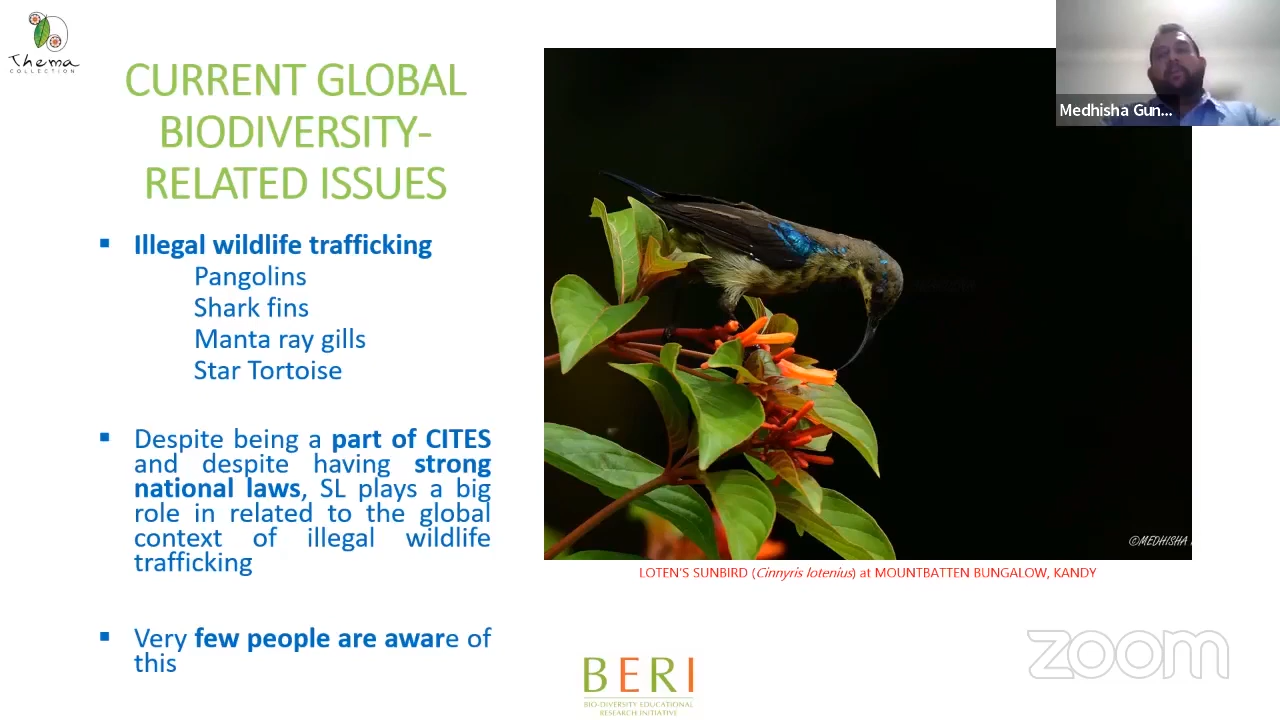 Thema
COLLECTION
CURRENT GLOBAL
BIODIVERSITY-
RELATED ISSUES
Medhisha Gun...
▪ Illegal wildlife trafficking
Pangolins
Shark fins
Manta ray gills
Star Tortoise
▪ Despite being a part of CITES
and despite having strong
national laws, SL plays a big
role in related to the global
context of illegal wildlife
trafficking
▪ Very few people are aware of
this
©MEDHISHA
LOTEN'S SUNBIRD (Cinnyris lotenius) at MOUNTBATTEN BUNGALOW, KANDY
BERI
BIO-DIVERSITY EDUCATIONAL
RESEARCH INITIATIVE
zoom